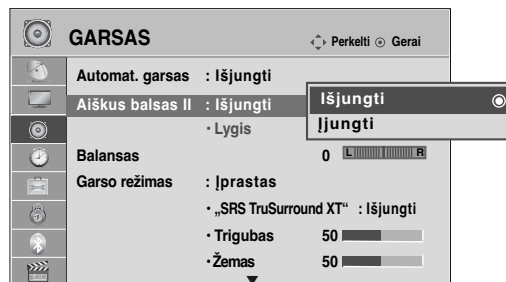 GARSAS
Perkelti Gerai
Automat. garsas : Išjungti
Aiškus balsas II : Išjungti
• Lygis
Išjungti
Įjungti
Balansas 0 L R
Garso režimas : Įprastas
• „SRS TruSurround XT“ : Išjungti
• Trigubas 50
• Žemas 50